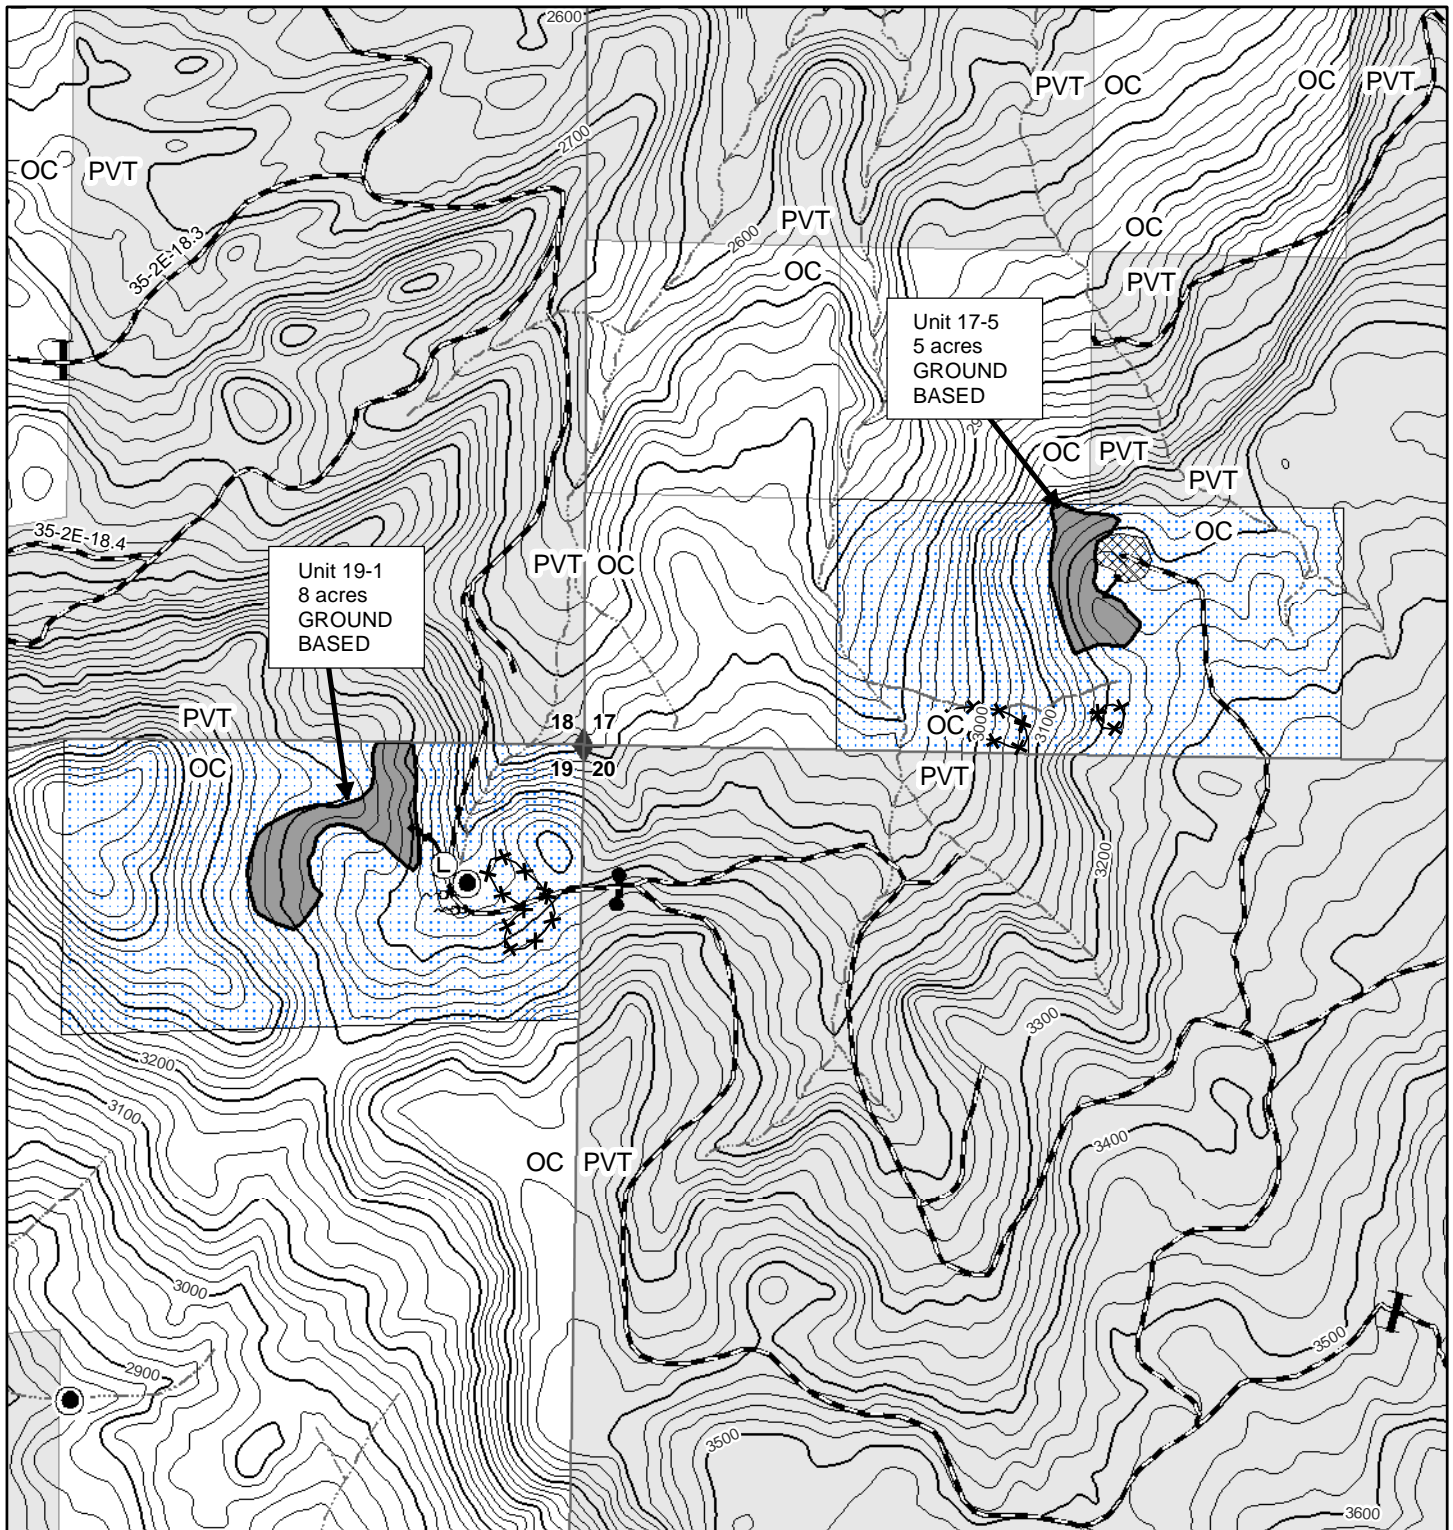 2600
PVT OC
OC PVT
2700
OC PVT
PVT
2600
OC
OC
35-2E-18.3
PVT
Unit 17-5
5 acres
GROUND
BASED
OC PVT
PVT
35-2E-18.4
OC
PVT OC
Unit 19-1
8 acres
GROUND
BASED
PVT
18 17
OC
3000
3100
19 20
OC
PVT
L
3200
3300
3200
3100
3400
OC PVT
3000
3500
2900
3500
3600